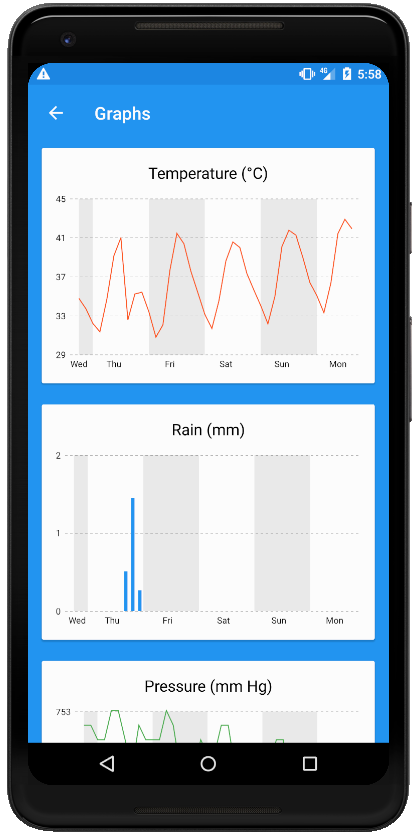 4G 5:58
Graphs
Temperature (°C)
45
41
37
33
29
Wed Thu Fri Sat Sun Mon
Rain (mm)
2
1
0
Wed Thu Fri Sat Sun Mon
Pressure (mm Hg)
753